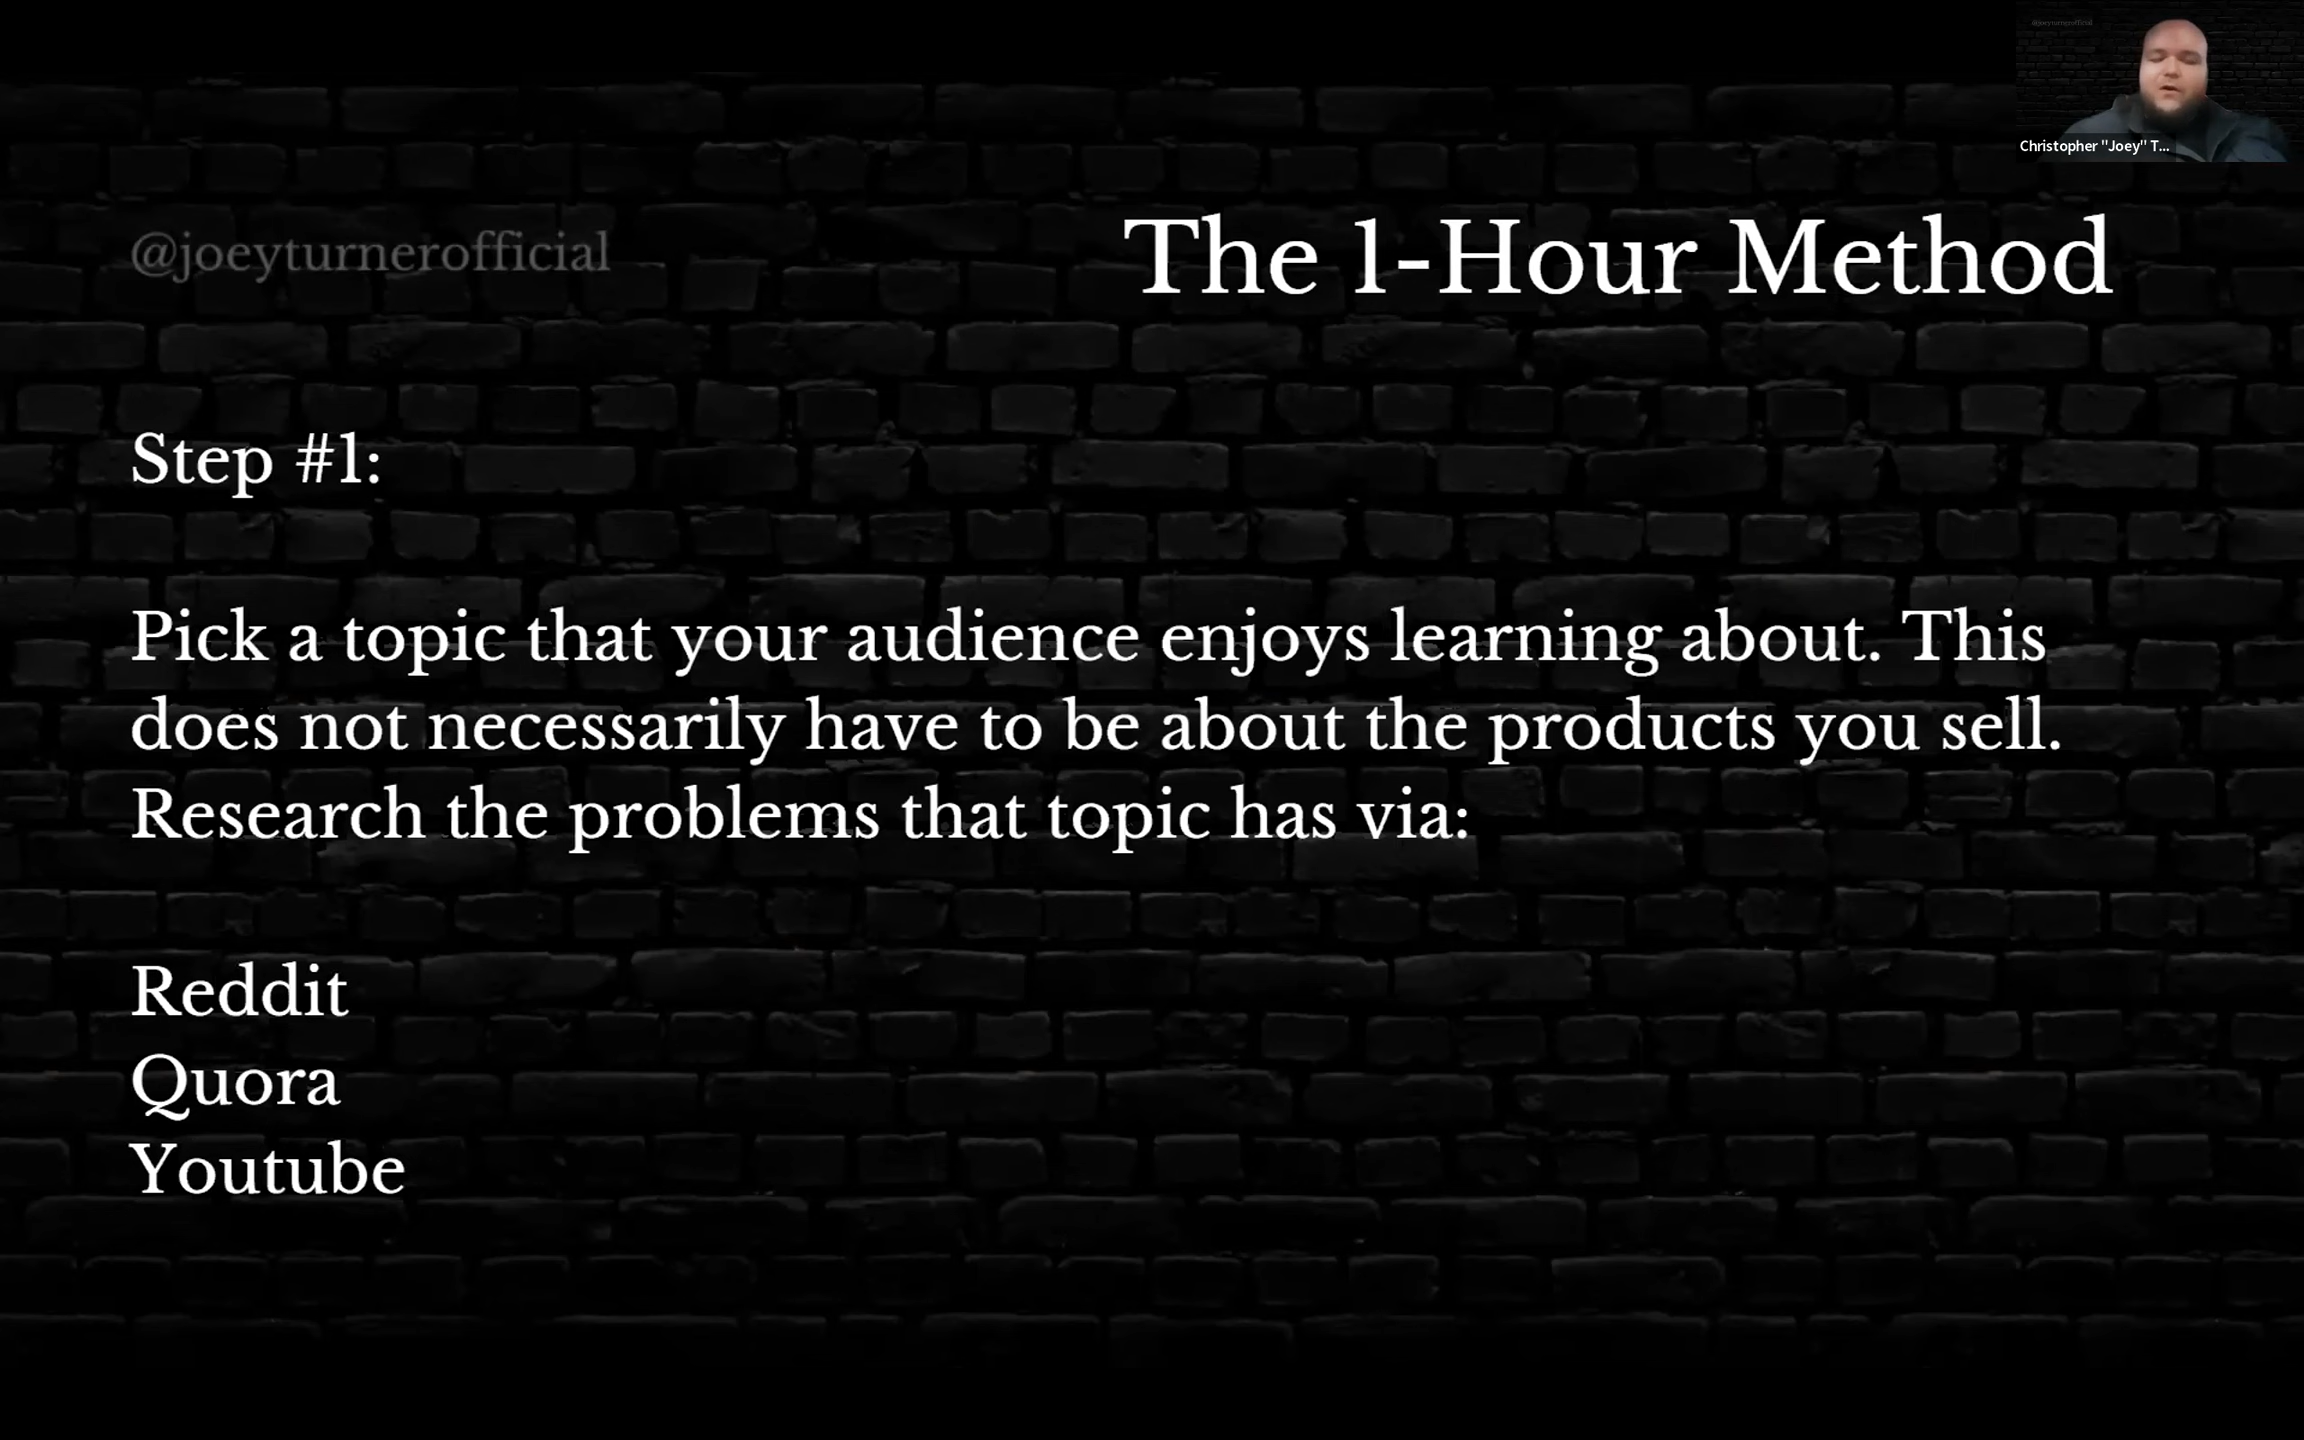 @joeyturnerofficial
Christopher "Joey" T...
@joeyturnerofficial
The 1-Hour Method
Step #1:
Pick a topic that your audience enjoys learning about. This
does not necessarily have to be about the products you sell.
Research the problems that topic has via:
Reddit
Quora
Youtube